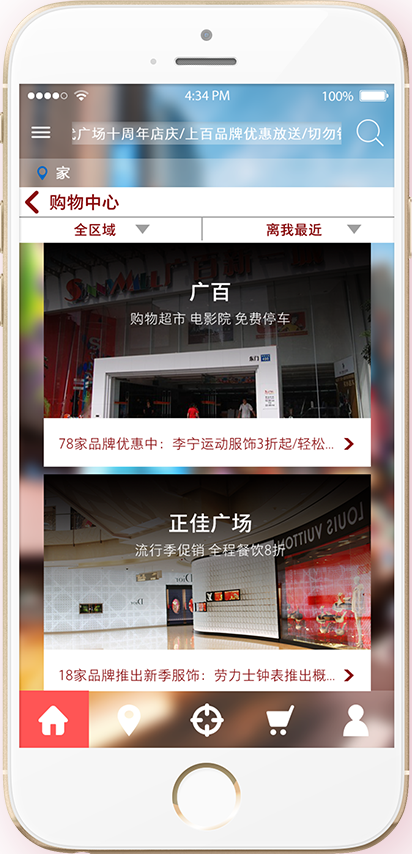 4:34 PM 100%
广场十周年店庆/上百品牌优惠放送/切勿
家
购物中心
全区域 离我最近
广百
购物超市 电影院 免费停车
东门
78家品牌优惠中：李宁运动服饰3折起/轻松...
正佳广场
流行季促销 全程餐饮8折
LOUIS VUITTON
Dior
18家品牌推出新季服饰：劳力士钟表推出概...